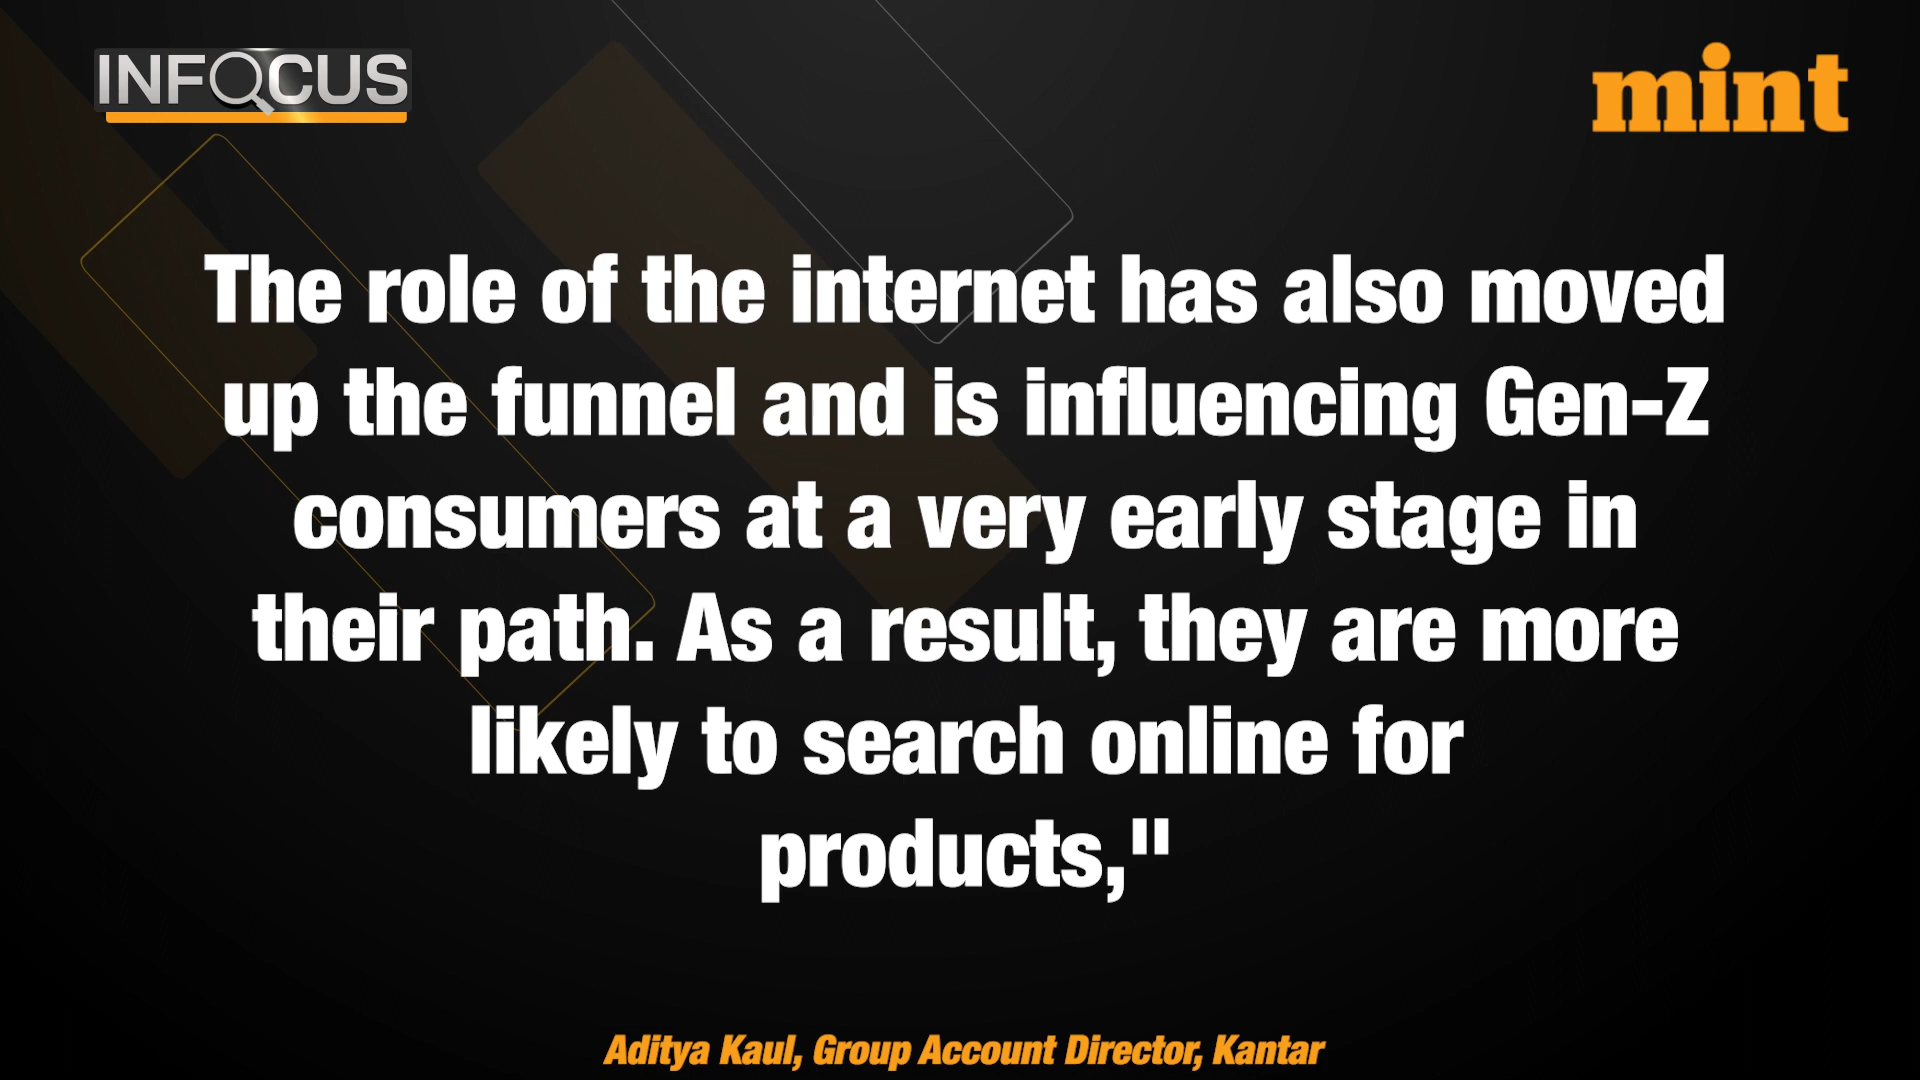 INFOCUS
mint
The role of the internet has also moved
up the funnel and is influencing Gen-Z
consumers at a very early stage in
their path. As a result, they are more
likely to search online for
products,"
Aditya Kaul, Group Account Director, Kantar